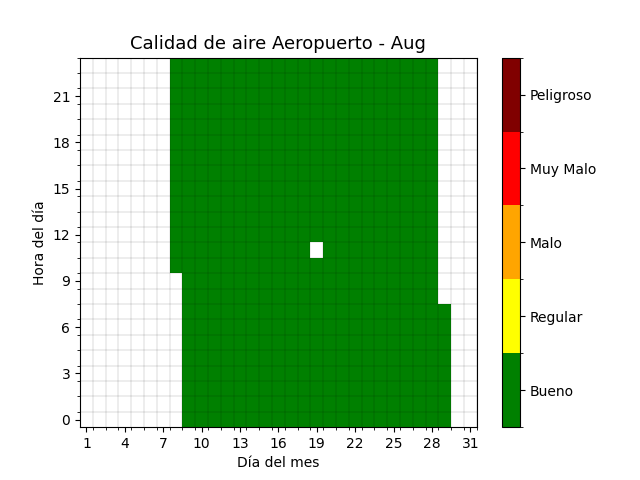 Calidad de aire Aeropuerto - Aug
Hora del día
21
18
15
12
9
6
3
0
1 4 7 10 13 16 19 22 25 28 31
Día del mes
Peligroso
Muy Malo
Malo
Regular
Bueno